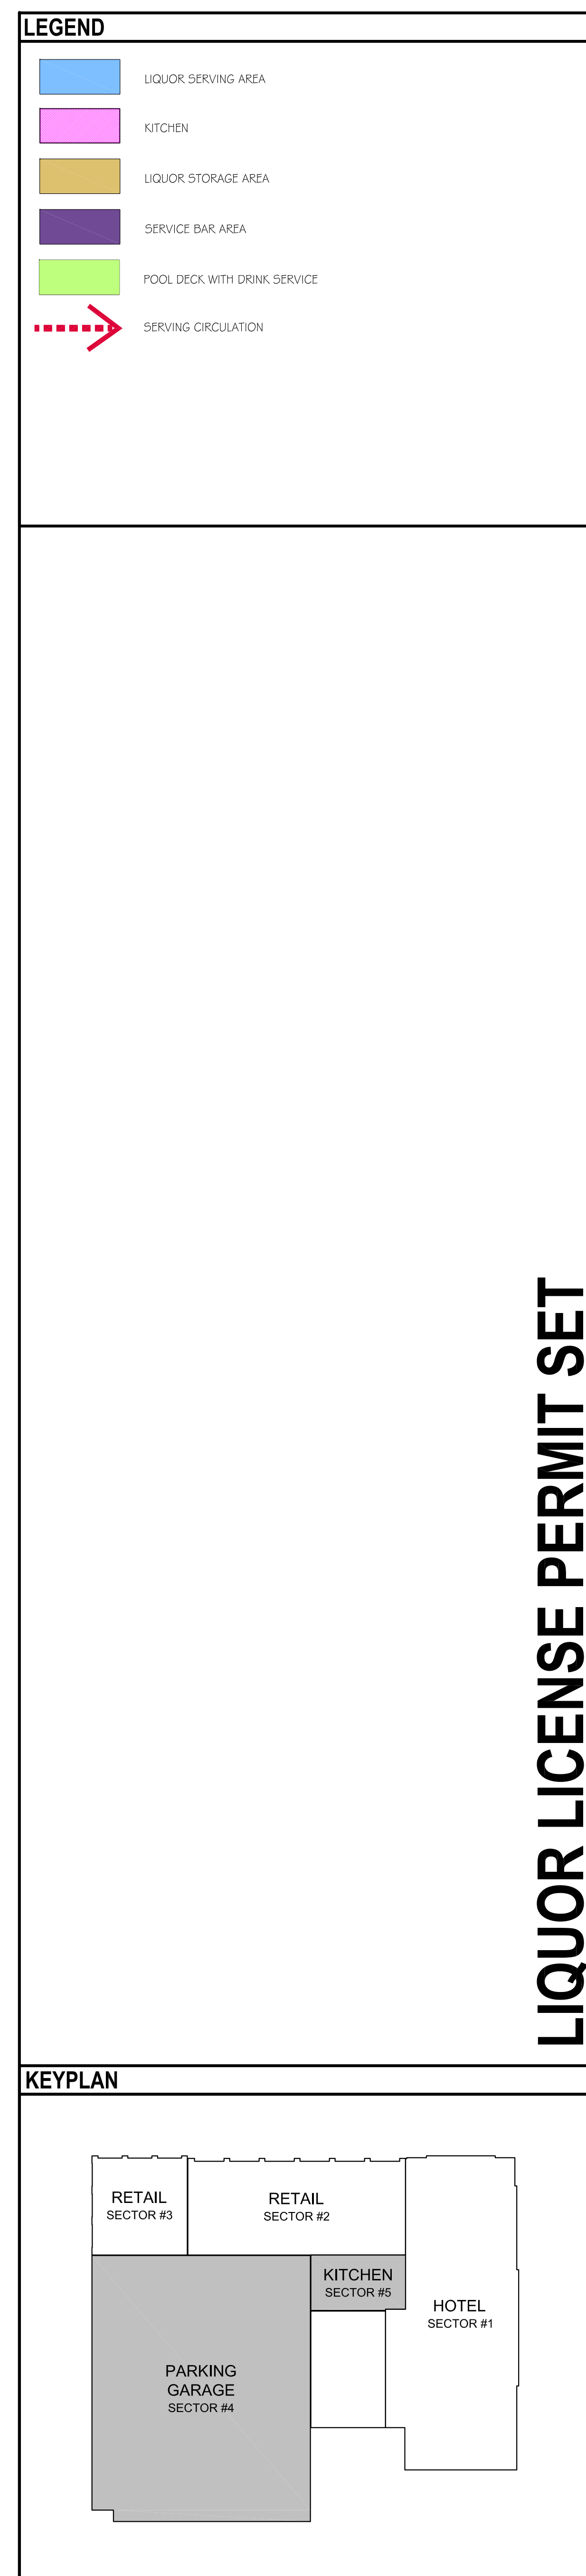 LEGEND
LIQUOR SERVING AREA
KITCHEN
LIQUOR STORAGE AREA
SERVICE BAR AREA
POOL DECK WITH DRINK SERVICE
SERVING CIRCULATION
LIQUOR LICENSE PERMIT SET
KEYPLAN
RETAIL
SECTOR #3
RETAIL
SECTOR #2
KITCHEN
SECTOR #5
HOTEL
SECTOR #1
PARKING
GARAGE
SECTOR #4